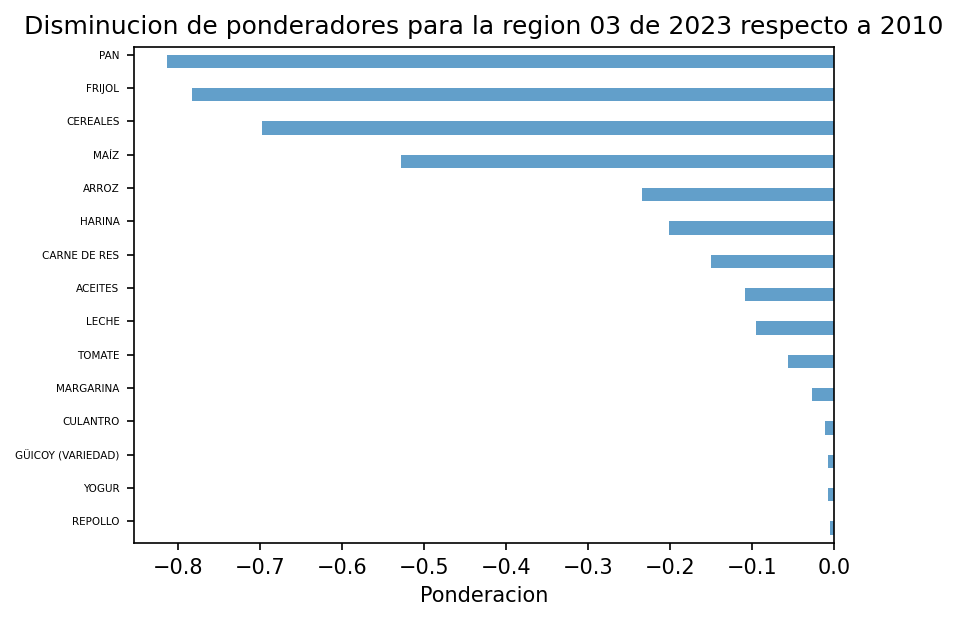 Disminucion de ponderadores para la region 03 de 2023 respecto a 2010
PAN
FRIJOL
CEREALES
MAÍZ
ARROZ
HARINA
CARNE DE RES
ACEITES
LECHE
TOMATE
MARGARINA
CULANTRO
GÜICOY (VARIEDAD)
YOGUR
REPOLLO
−0.8 −0.7 −0.6 −0.5 −0.4 −0.3 −0.2 −0.1 0.0
Ponderacion